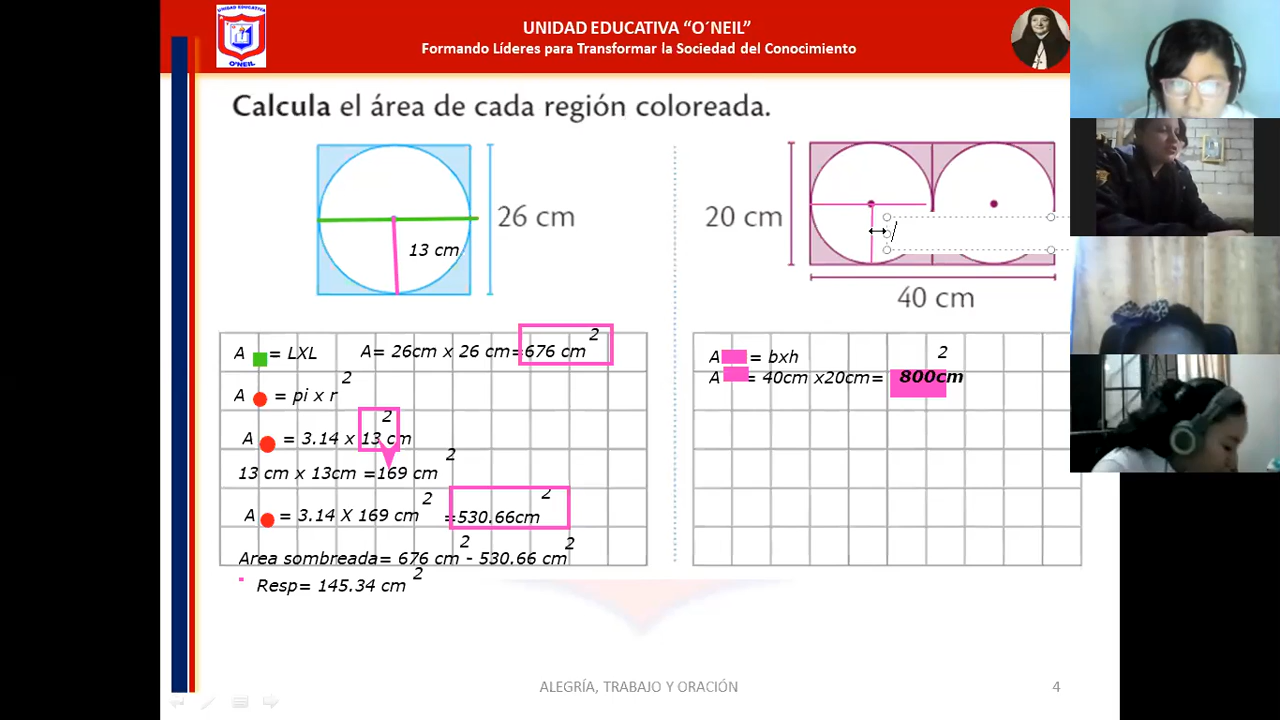 UNIDAD EDUCATIVA
O'NEIL
UNIDAD EDUCATIVA “O´NEIL”
Formando Líderes para Transformar la Sociedad del Conocimiento
Calcula el área de cada región coloreada.
26 cm
13 cm
20 cm
/
40 cm
A = LXL A= 26cm x 26 cm=676 cm 2
A = pi x r 2
A = 3.14 x 13 cm 2
13 cm x 13cm =169 cm 2
A = 3.14 X 169 cm 2 =530.66cm 2
Area sombreada= 676 cm 2 - 530.66 cm 2
Resp= 145.34 cm 2
A = bxh
A = 40cm x20cm= 800cm 2
ALEGRÍA, TRABAJO Y ORACIÓN
4